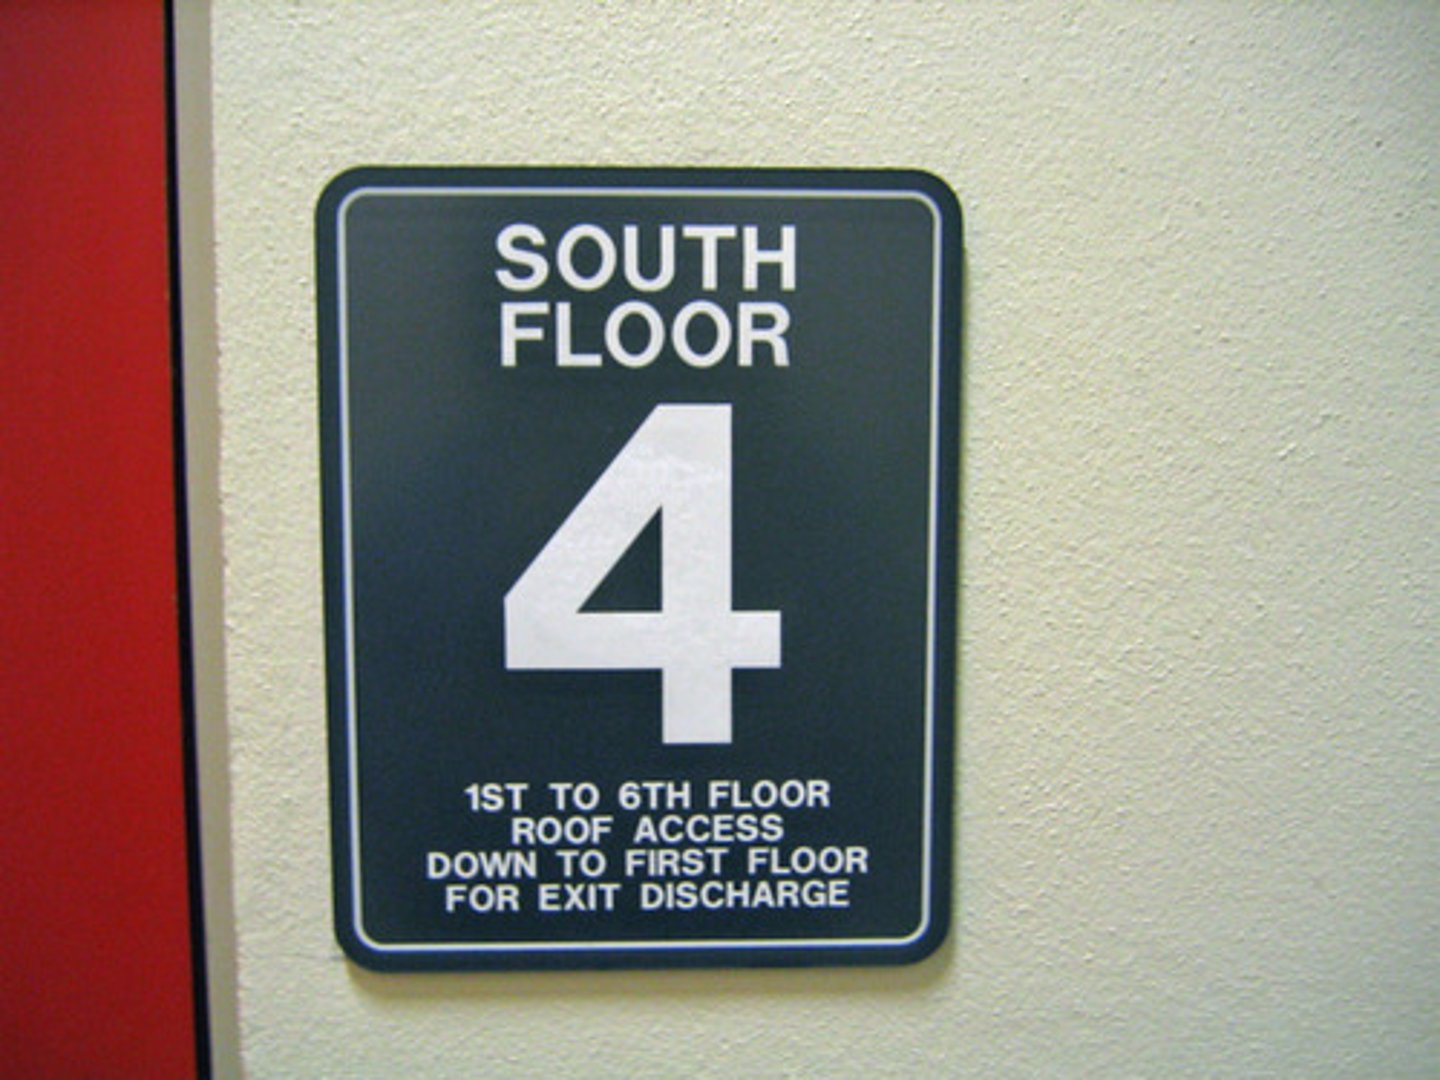 SOUTH
FLOOR
4
1ST TO 6TH FLOOR
ROOF ACCESS
DOWN TO FIRST FLOOR
FOR EXIT DISCHARGE